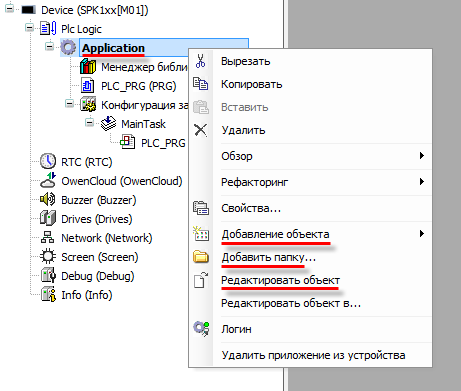 Device (SPK1xx[M01])
Plc Logic
Application
Менеджер библи
PLC_PRG (PRG)
Конфигурация за
MainTask
PLC_PRG
RTC (RTC)
OwenCloud (OwenCloud)
Buzzer (Buzzer)
Drives (Drives)
Network (Network)
Screen (Screen)
Debug (Debug)
Info (Info)
Вырезать
Копировать
Вставить
Удалить
Обзор
Рефакторинг
Свойства...
Добавление объекта
Добавить папку...
Редактировать объект
Редактировать объект в...
Логин
Удалить приложение из устройства